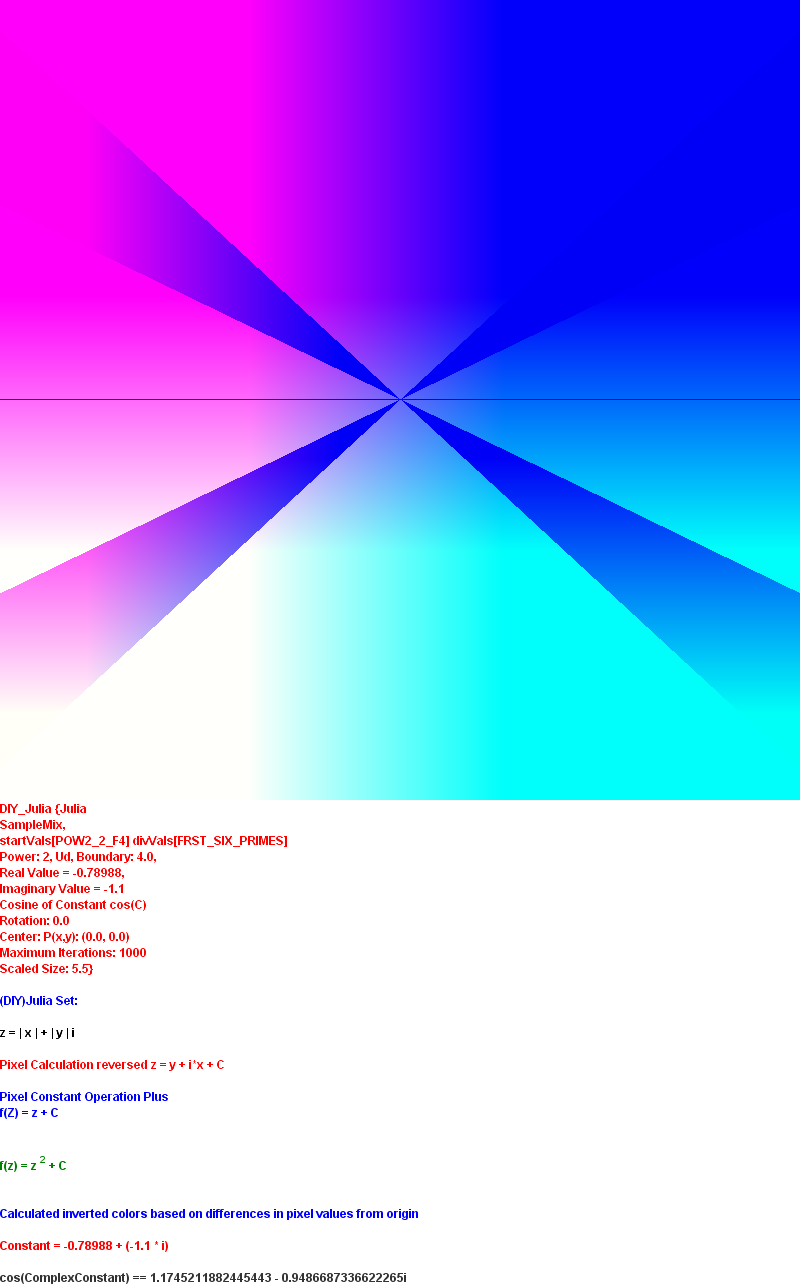 DIY_Julia {Julia
SampleMix,
startVals[POW2_2_F4] divVals[FRST_SIX_PRIMES]
Power: 2, Ud, Boundary: 4.0,
Real Value = -0.78988,
Imaginary Value = -1.1
Cosine of Constant cos(C)
Rotation: 0.0
Center: P(x,y): (0.0, 0.0)
Maximum Iterations: 1000
Scaled Size: 5.5}
(DIY)Julia Set:
z = | x | + | y | i
Pixel Calculation reversed z = y + i*x + C
Pixel Constant Operation Plus
f(Z) = z + C
f(z) = z ² + C
Calculated inverted colors based on differences in pixel values from origin
Constant = -0.78988 + (-1.1 * i)
cos(ComplexConstant) == 1.1745211882445443 - 0.9486687336622265i